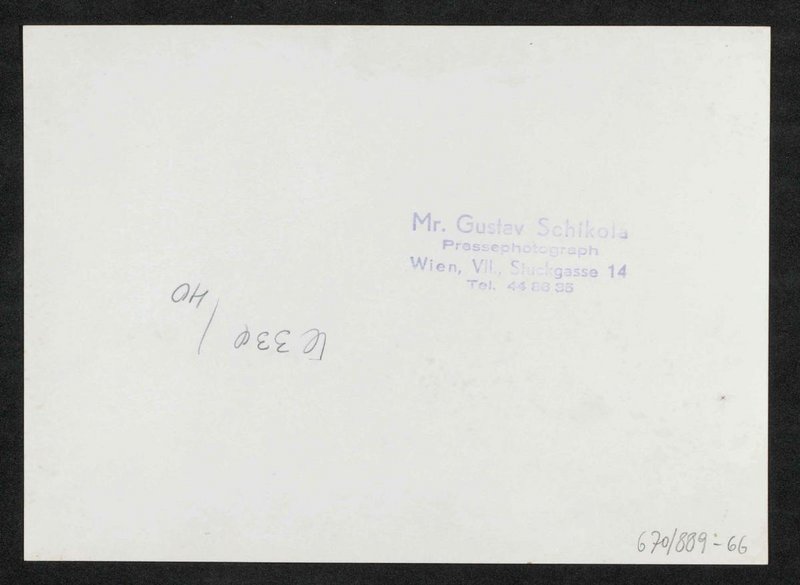 Mr. Gustav Schikola
Pressephotograph
Wien, VII., Stuckgasse 14
Tel. 44 86 35
670/889-66